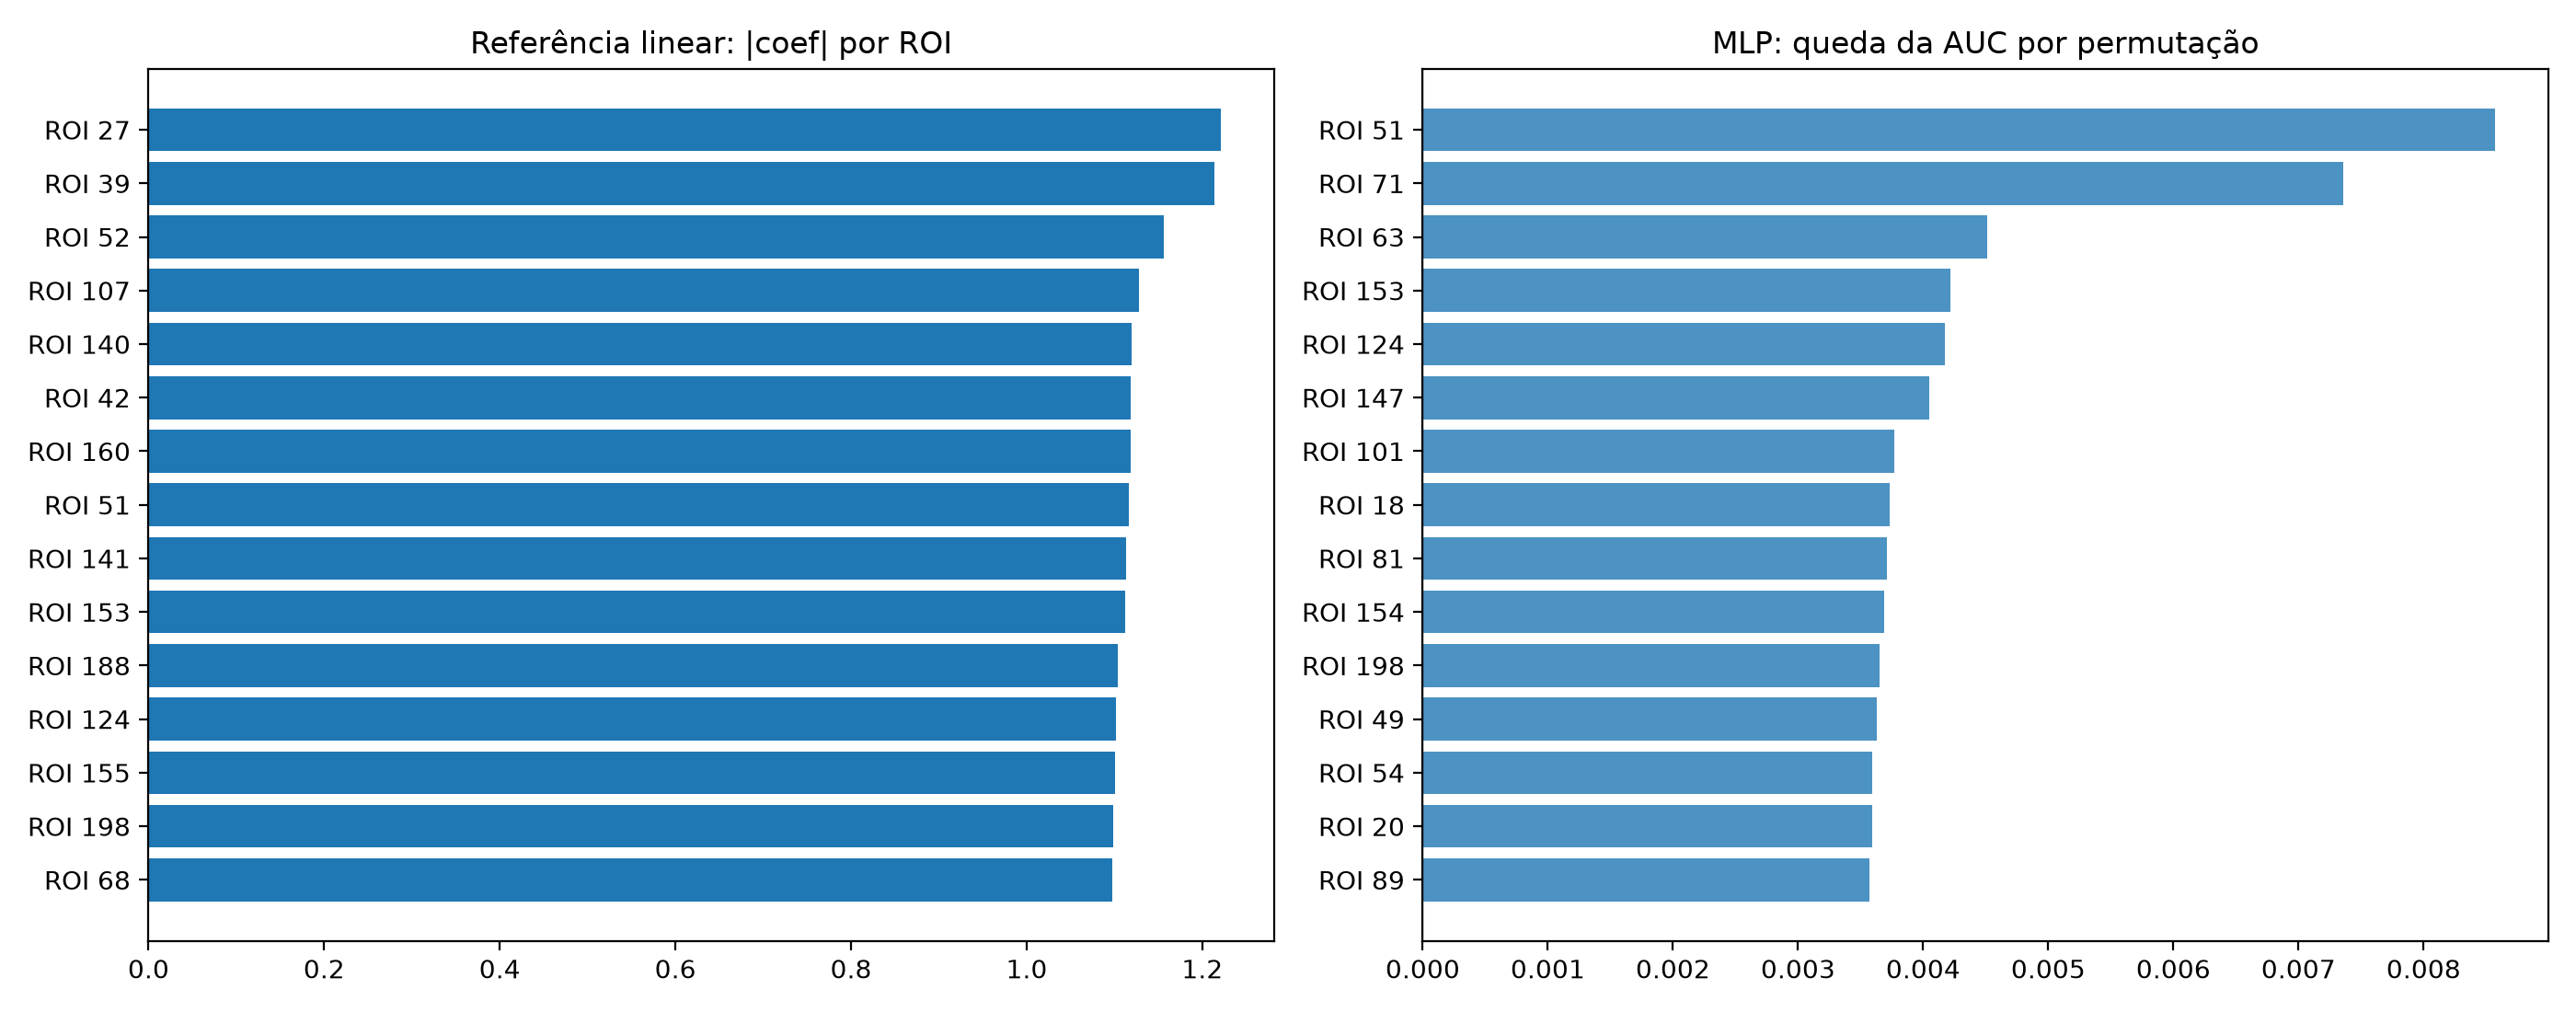 Referência linear: |coef| por ROI
ROI 27
ROI 39
ROI 52
ROI 107
ROI 140
ROI 42
ROI 160
ROI 51
ROI 141
ROI 153
ROI 188
ROI 124
ROI 155
ROI 198
ROI 68
0.0 0.2 0.4 0.6 0.8 1.0 1.2
MLP: queda da AUC por permutação
ROI 51
ROI 71
ROI 63
ROI 153
ROI 124
ROI 147
ROI 101
ROI 18
ROI 81
ROI 154
ROI 198
ROI 49
ROI 54
ROI 20
ROI 89
0.000 0.001 0.002 0.003 0.004 0.005 0.006 0.007 0.008